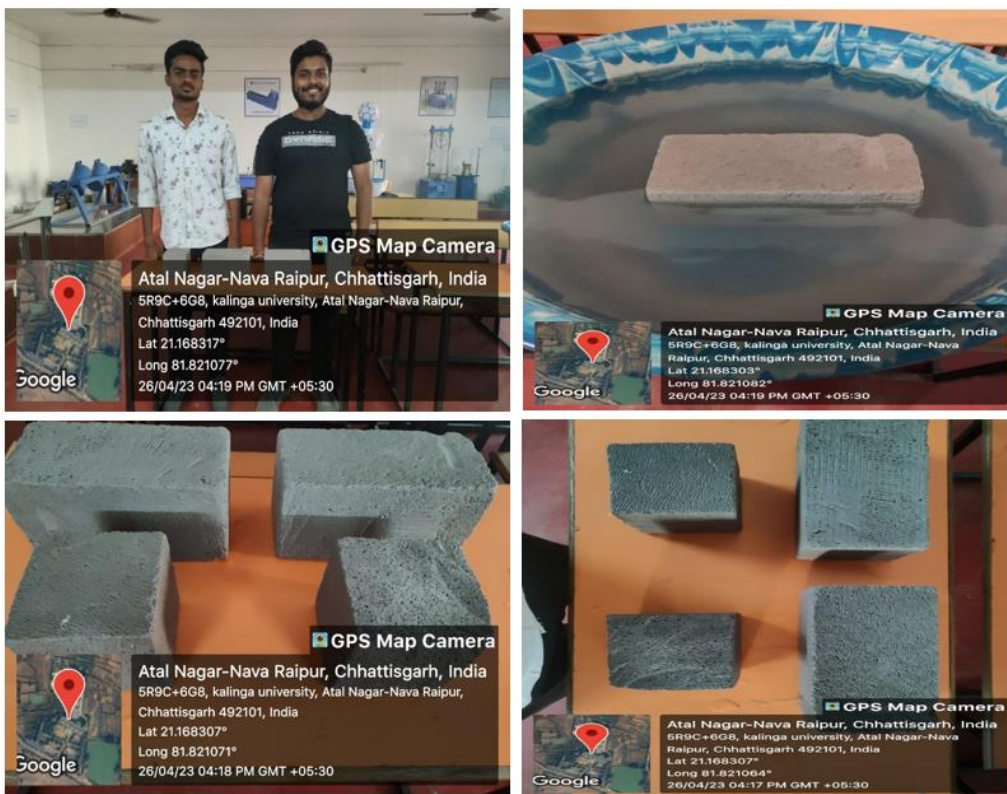 GPS Map Camera
Atal Nagar-Nava Raipur, Chhattisgarh, India
5R9C+6G8, kalinga university, Atal Nagar-Nava Raipur,
Chhattisgarh 492101, India
Lat 21.168317°
Long 81.821077°
26/04/23 04:19 PM GMT +05:30
Google
GPS Map Camera
Atal Nagar-Nava Raipur, Chhattisgarh, India
5R9C+6G8, kalinga university, Atal Nagar-Nava
Raipur, Chhattisgarh 492101, India
Lat 21.168303°
Long 81.821082°
26/04/23 04:19 PM GMT +05:30
Google
GPS Map Camera
Atal Nagar-Nava Raipur, Chhattisgarh, India
5R9C+6G8, kalinga university, Atal Nagar-Nava Raipur,
Chhattisgarh 492101, India
Lat 21.168307°
Long 81.821071°
26/04/23 04:18 PM GMT +05:30
Google
GPS Map Camera
Atal Nagar-Nava Raipur, Chhattisgarh, India
5R9C+6G8, kalinga university, Atal Nagar-Nava
Raipur, Chhattisgarh 492101, India
Lat 21.168307°
Long 81.821064°
26/04/23 04:17 PM GMT +05:30
Google